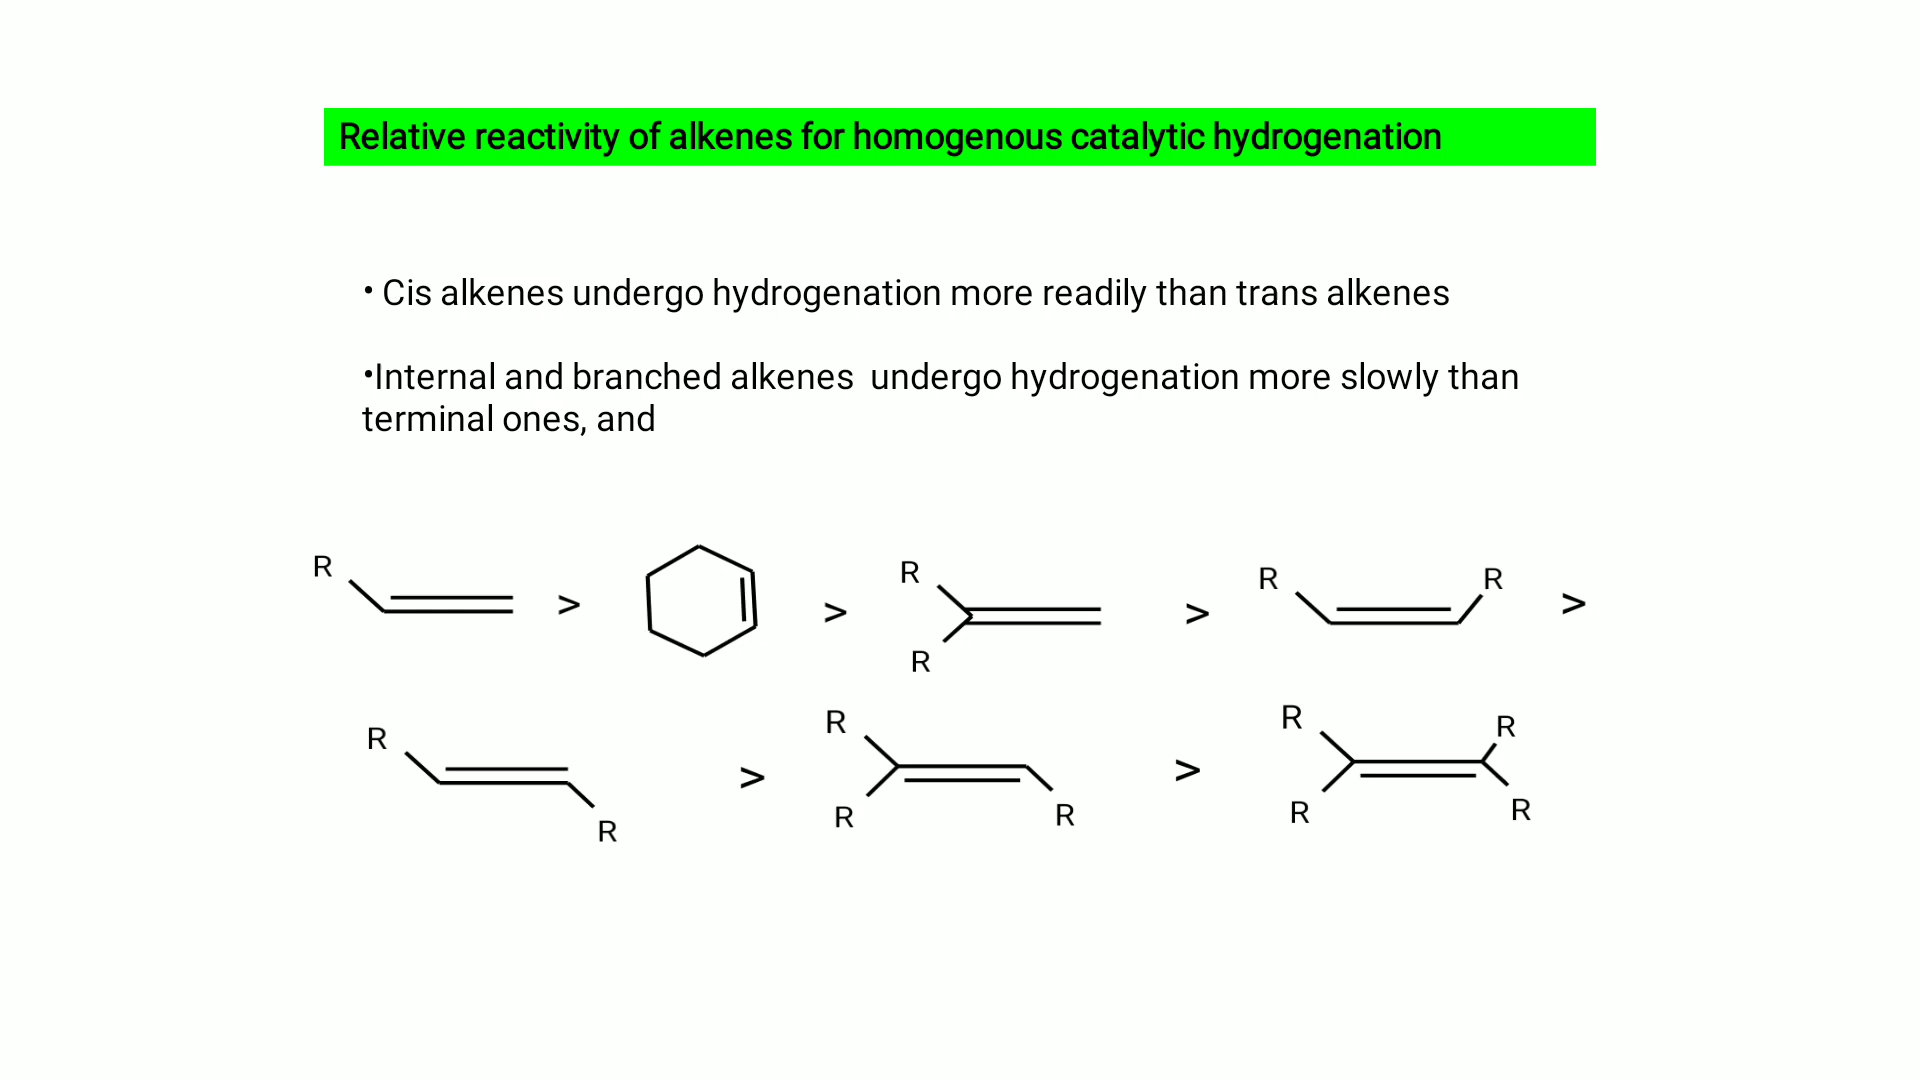 Relative reactivity of alkenes for homogenous catalytic hydrogenation
• Cis alkenes undergo hydrogenation more readily than trans alkenes
•Internal and branched alkenes undergo hydrogenation more slowly than
terminal ones, and
R > > R R > R R >
R R > R R R > R R R R